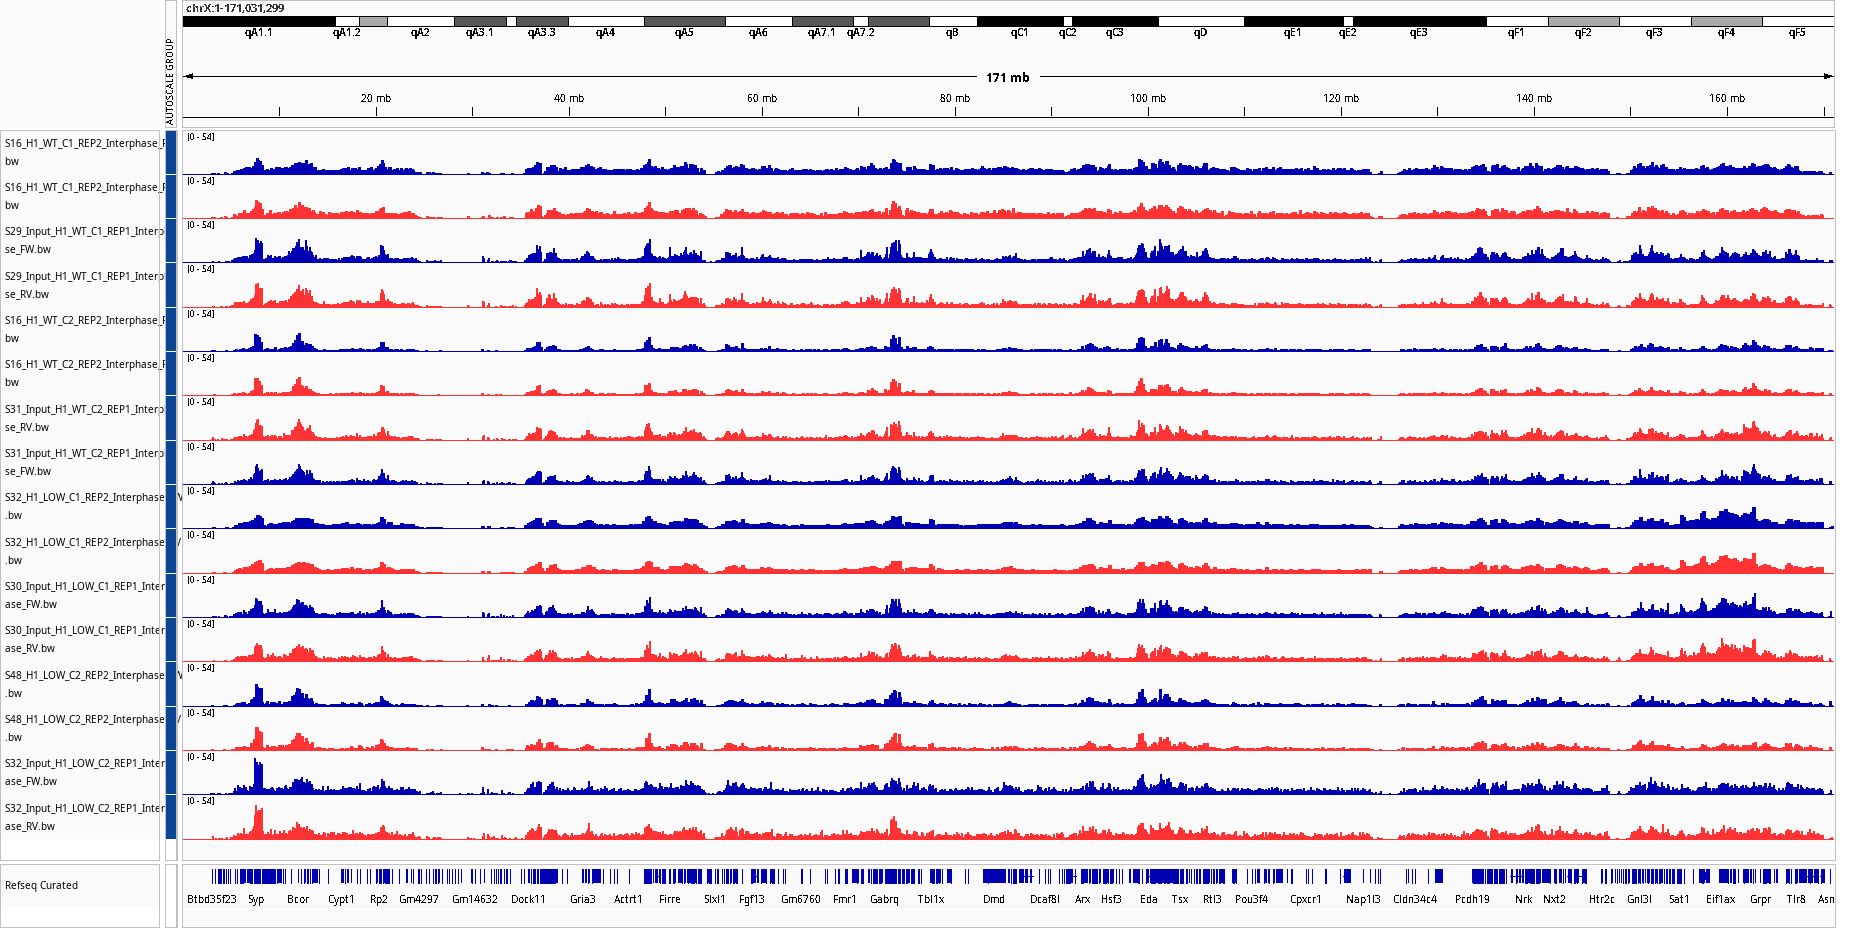 chrX:1-171,031,299
AUTOSCALE GROUP
qA1.1 qA1.2 qA2 qA3.1 qA3.3 qA4 qA5 qA6 qA7.1 qA7.2 qB qC1 qC2 qC3 qD qE1 qE2 qE3 qF1 qF2 qF3 qF4 qF5
171 mb
20 mb 40 mb 60 mb 80 mb 100 mb 120 mb 140 mb 160 mb
[0 - 54]
S16_H1_WT_C1_REP2_Interphase_F
bw
[0 - 54]
S16_H1_WT_C1_REP2_Interphase_F
bw
[0 - 54]
S29_Input_H1_WT_C1_REP1_Interp
se_FW.bw
[0 - 54]
S29_Input_H1_WT_C1_REP1_Interp
se_RV.bw
[0 - 54]
S16_H1_WT_C2_REP2_Interphase_F
bw
[0 - 54]
S16_H1_WT_C2_REP2_Interphase_F
bw
[0 - 54]
S31_Input_H1_WT_C2_REP1_Interp
se_RV.bw
[0 - 54]
S31_Input_H1_WT_C2_REP1_Interp
se_FW.bw
[0 - 54]
S32_H1_LOW_C1_REP2_Interphase
.bw
[0 - 54]
S32_H1_LOW_C1_REP2_Interphase
.bw
[0 - 54]
S30_Input_H1_LOW_C1_REP1_Inter
ase_FW.bw
[0 - 54]
S30_Input_H1_LOW_C1_REP1_Inter
ase_RV.bw
[0 - 54]
S48_H1_LOW_C2_REP2_Interphase
.bw
[0 - 54]
S48_H1_LOW_C2_REP2_Interphase
.bw
[0 - 54]
S32_Input_H1_LOW_C2_REP1_Inter
ase_FW.bw
[0 - 54]
S32_Input_H1_LOW_C2_REP1_Inter
ase_RV.bw
Refseq Curated
Btbd35f23 Syp Bcor Cypt1 Rp2 Gm4297 Gm14632 Dock11 Gria3 Actrt1 Firre Slxl1 Fgf13 Gm6760 Fmr1 Gabrq Tbl1x Dmd Dcaf8l Arx Hsf3 Eda Tsx Rtl3 Pou3f4 Cpxcr1 Nap1l3 Cldn34c4 Pcdh19 Nrk Nxt2 Htr2c Gnl3l Sat1 Eif1ax Grpr Tlr8 Asn